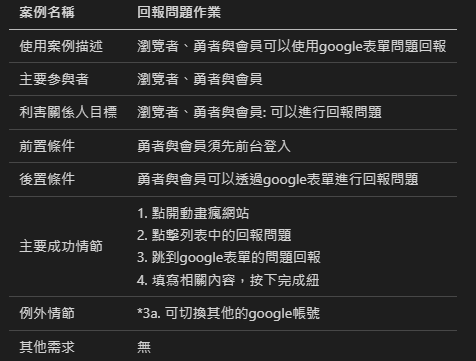 案例名稱 回報問題作業
使用案例描述 瀏覽者、勇者與會員可以使用google表單問題回報
主要參與者 瀏覽者、勇者與會員
利害關係人目標 瀏覽者、勇者與會員: 可以進行回報問題
前置條件 勇者與會員須先前台登入
後置條件 勇者與會員可以透過google表單進行回報問題
主要成功情節
1. 點開動畫瘋網站
2. 點擊列表中的回報問題
3. 跳到google表單的問題回報
4. 填寫相關內容，按下完成紐
例外情節 *3a. 可切換其他的google帳號
其他需求 無